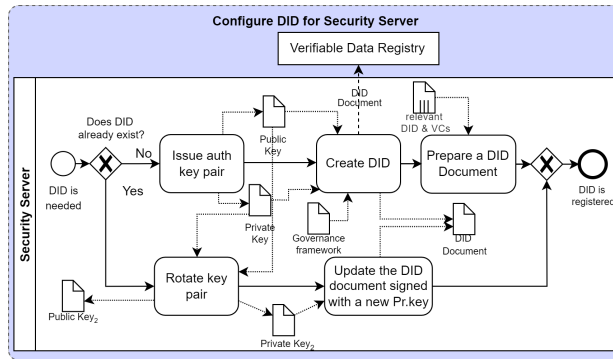 Configure DID for Security Server
Verifiable Data Registry
Security Server
Does DID
already exist?
No
Yes
DID is
needed
Issue auth
key pair
Public
Key
Private
Key
DID
Document
Create DID
Governance
framework
relevant
DID & VCs
Prepare a DID
Document
DID
Document
DID is
registered
Rotate key
pair
Public Key2
Private Key2
Update the DID
document signed
with a new Pr.key